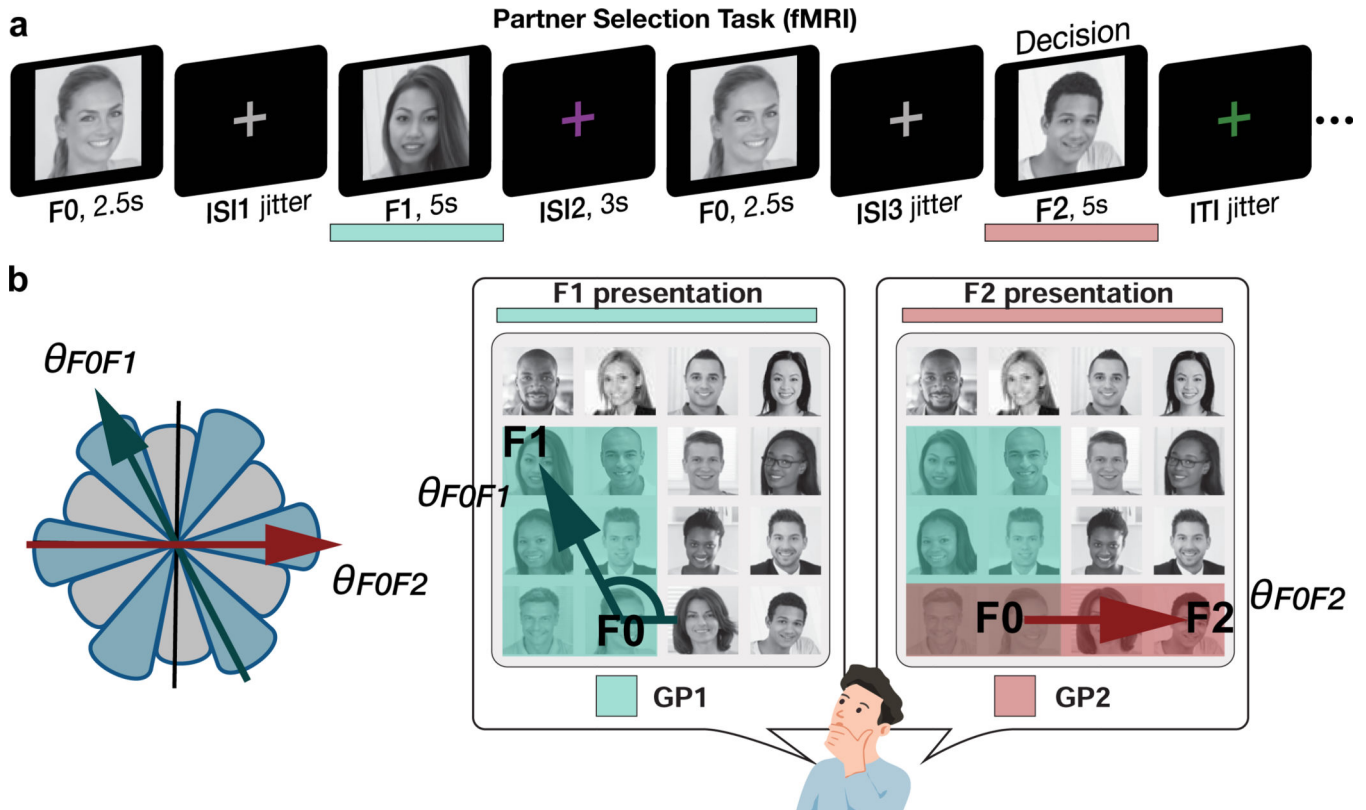 a
Partner Selection Task (fMRI)
Decision
F0, 2.5s
ISI1 jitter
F1, 5s
ISI2, 3s
F0, 2.5s
ISI3 jitter
F2, 5s
ITI jitter
...
b
θF0F1
θF0F2
F1 presentation
F1
θF0F1
F0
GP1
F2 presentation
F0
F2
θF0F2
GP2